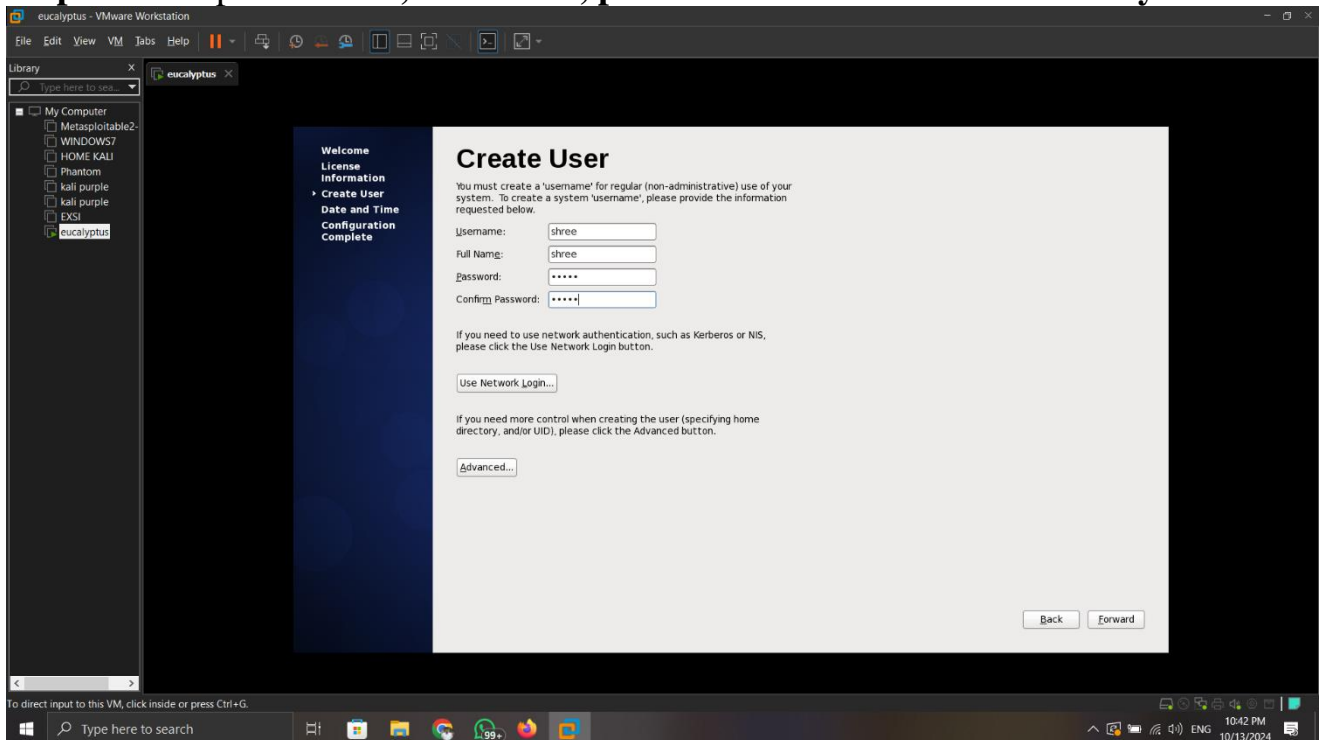 eucalyptus - VMware Workstation
File Edit View VM Tabs Help
Library X
Type here to sea...
eucalyptus
My Computer
Metasploitable2-
WINDOWS7
HOME KALI
Phantom
kali purple
kali purple
EXSI
eucalyptus
Welcome
License
Information
Create User
Date and Time
Configuration
Complete
Create User
You must create a 'username' for regular (non-administrative) use of your
system. To create a system 'username', please provide the information
requested below.
Username: shree
Full Name: shree
Password: •••••
Confirm Password: •••••
If you need to use network authentication, such as Kerberos or NIS,
please click the Use Network Login button.
Use Network Login...
If you need more control when creating the user (specifying home
directory, and/or UID), please click the Advanced button.
Advanced...
Back Forward
To direct input to this VM, click inside or press Ctrl+G.
Type here to search
99+
ENG
10:42 PM
10/13/2024